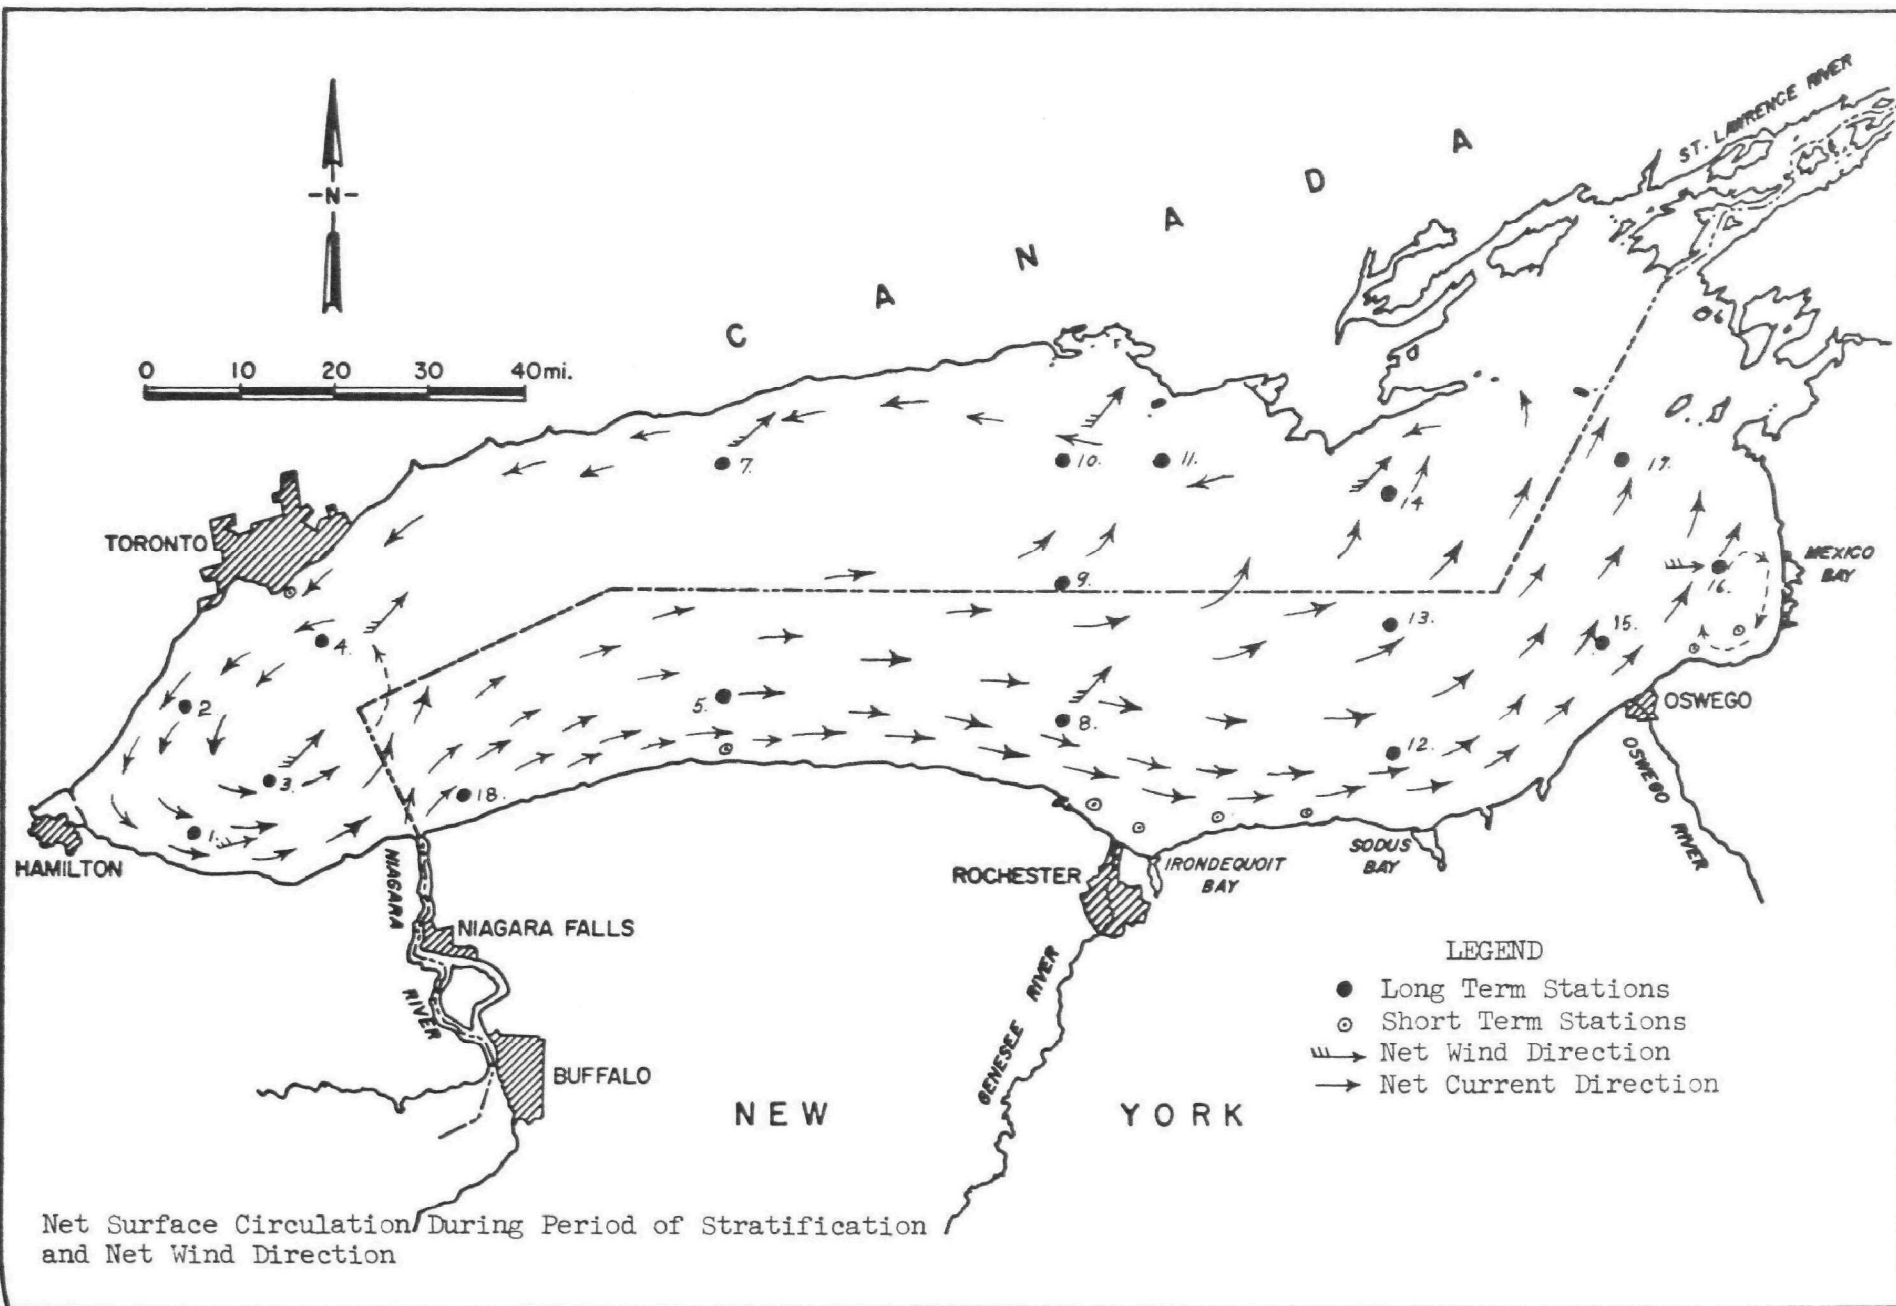 ST. LAWRENCE RIVER
C A N A D A
-N-
0 10 20 30 40 mi.
TORONTO
7.
10.
11.
14
17.
9.
16.
MEXICO
BAY
13.
15.
4.
2
5.
8.
12.
OSWEGO
OSWEGO RIVER
3.
18.
1.
HAMILTON
NIAGARA RIVER
NIAGARA FALLS
BUFFALO
ROCHESTER
IRONDEQUOIT
BAY
SODUS
BAY
GENESEE RIVER
NEW YORK
LEGEND
Long Term Stations
Short Term Stations
Net Wind Direction
Net Current Direction
Net Surface Circulation During Period of Stratification
and Net Wind Direction